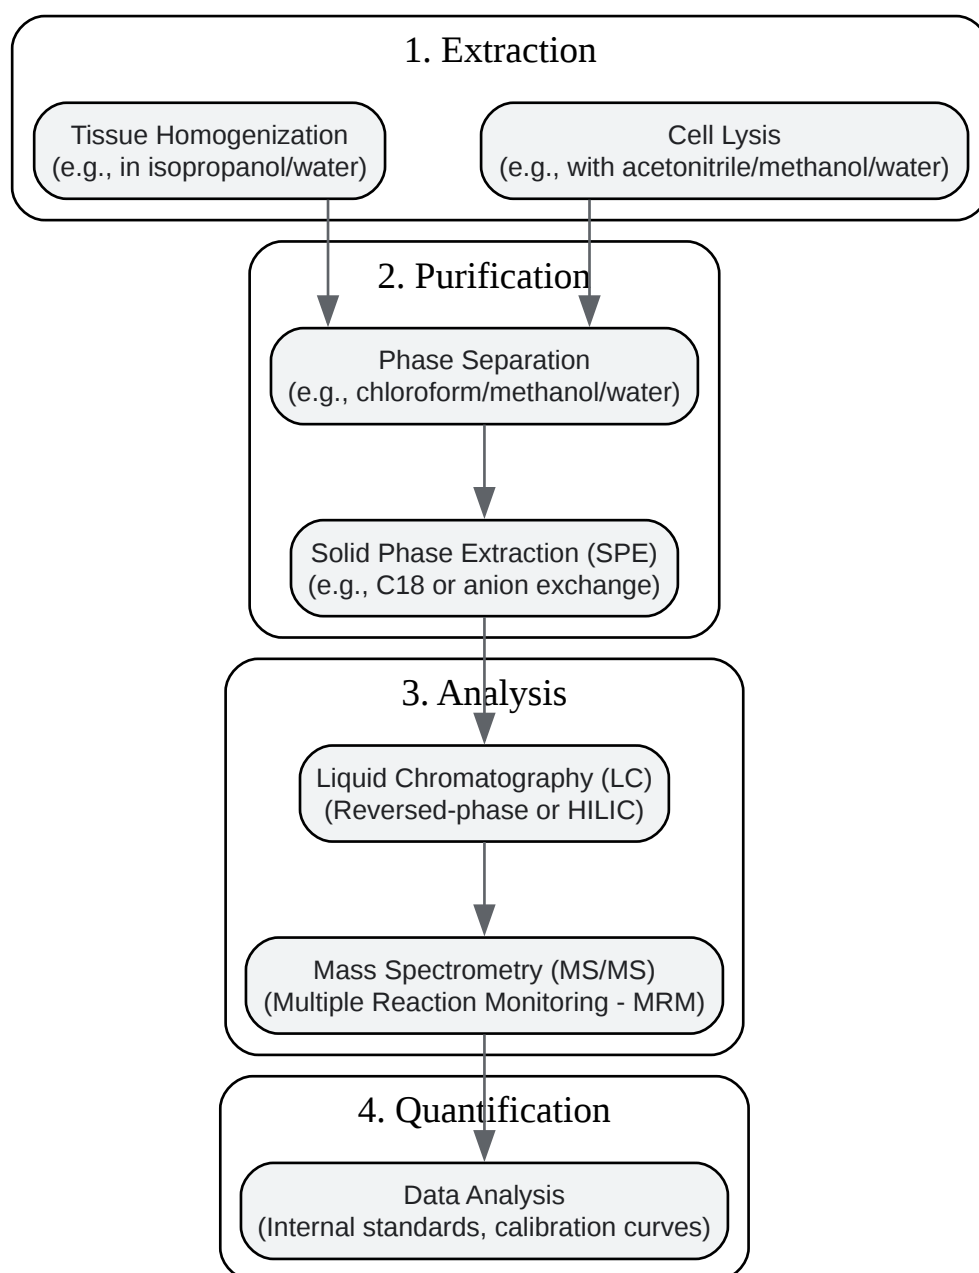 1. Extraction
Tissue Homogenization
(e.g., in isopropanol/water)
Cell Lysis
(e.g., with acetonitrile/methanol/water)
2. Purification
Phase Separation
(e.g., chloroform/methanol/water)
Solid Phase Extraction (SPE)
(e.g., C18 or anion exchange)
3. Analysis
Liquid Chromatography (LC)
(Reversed-phase or HILIC)
Mass Spectrometry (MS/MS)
(Multiple Reaction Monitoring - MRM)
4. Quantification
Data Analysis
(Internal standards, calibration curves)